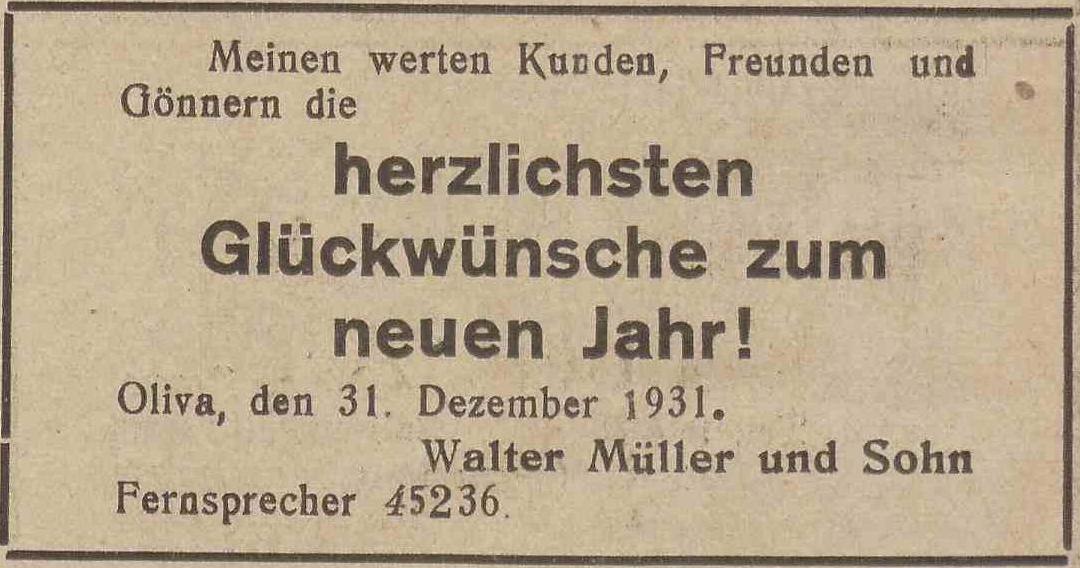 Meinen werten Kunden, Freunden und
Gönnern die
herzlichsten
Glückwünsche zum
neuen Jahr!
Oliva, den 31. Dezember 1931.
Walter Müller und Sohn
Fernsprecher 45236.